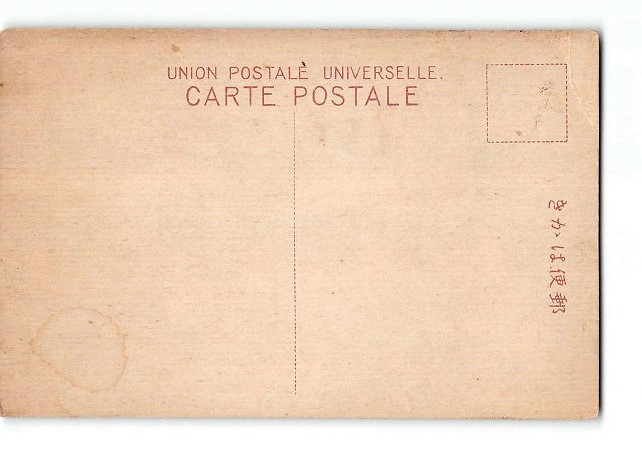 UNION POSTALE UNIVERSELLE.
CARTE POSTALE
郵便はかき